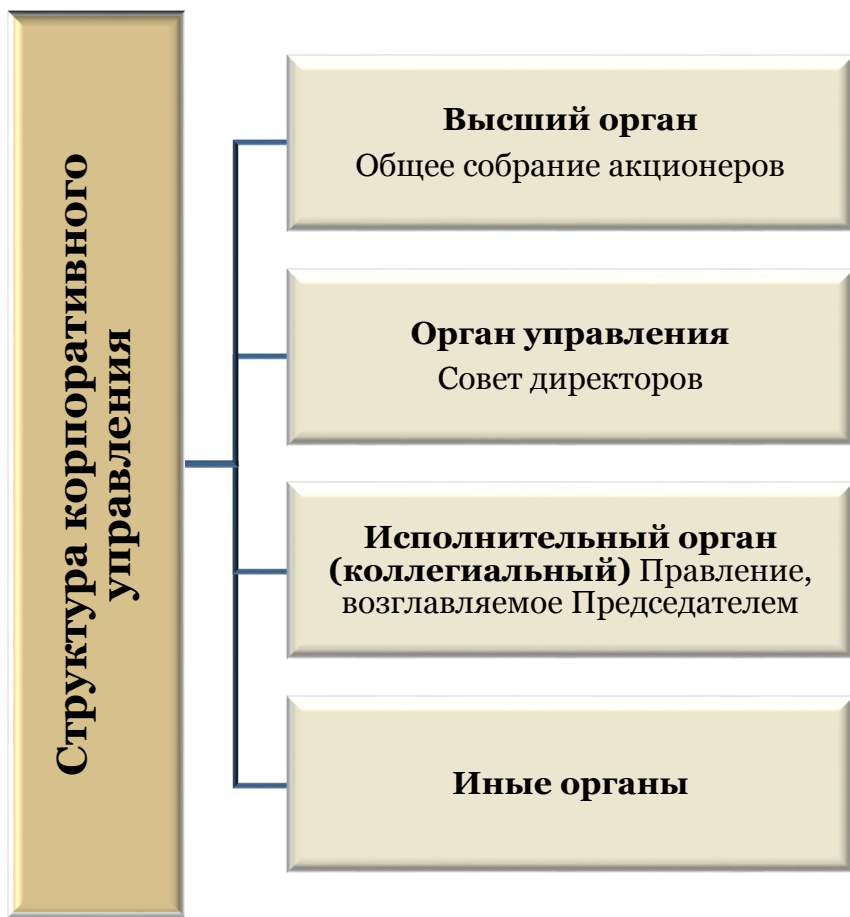 Структура корпоративного
управления
Высший орган
Общее собрание акционеров
Орган управления
Совет директоров
Исполнительный орган
(коллегиальный) Правление,
возглавляемое Председателем
Иные органы